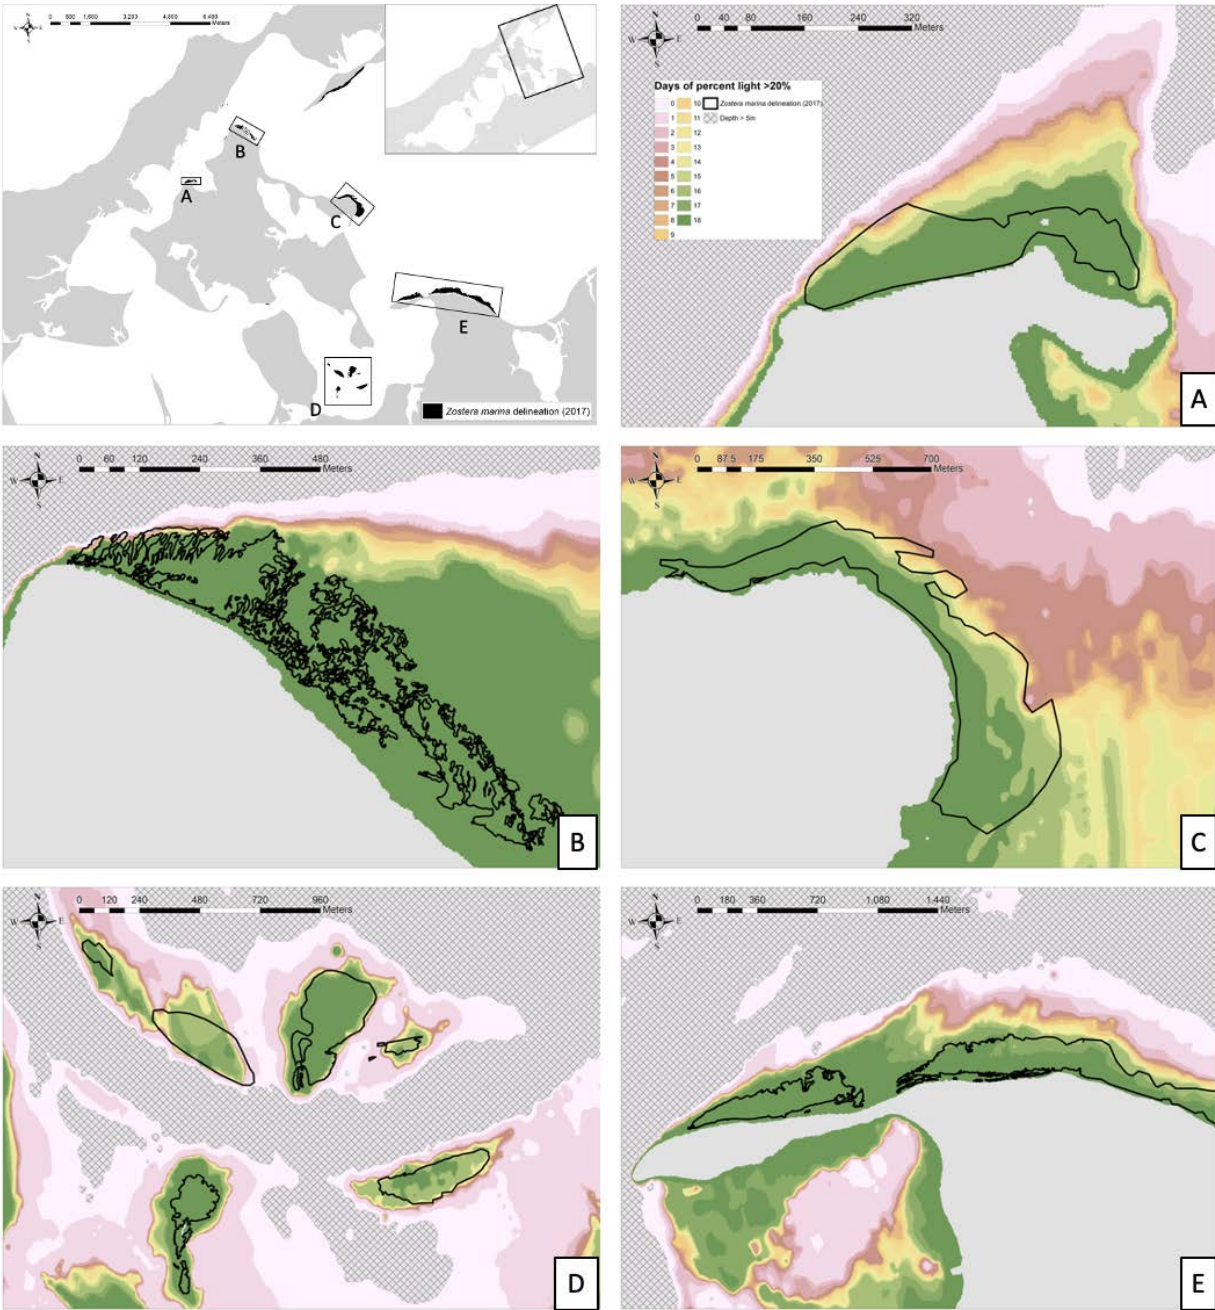 0 800 1,600 3,200 4,800 6,400
Meters
N
W E
S
B
A
C
E
D
Zostera marina delineation (2017)
N
W E
S
0 40 80 160 240 320
Meters
Days of percent light >20%
0 10 Zostera marina delineation (2017)
1 11 Depth > 5m
2 12
3 13
4 14
5 15
6 16
7 17
8 18
9
A
N
W E
S
0 60 120 240 360 480
Meters
B
N
W E
S
0 87.5 175 350 525 700
Meters
C
N
W E
S
0 120 240 480 720 960
Meters
D
N
W E
S
0 180 360 720 1,080 1,440
Meters
E